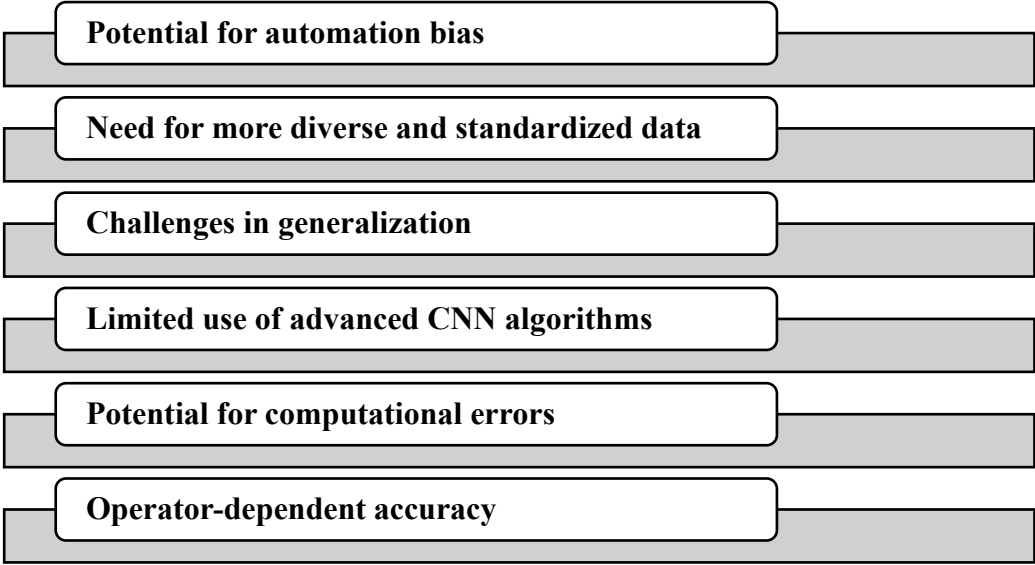 Potential for automation bias
Need for more diverse and standardized data
Challenges in generalization
Limited use of advanced CNN algorithms
Potential for computational errors
Operator-dependent accuracy